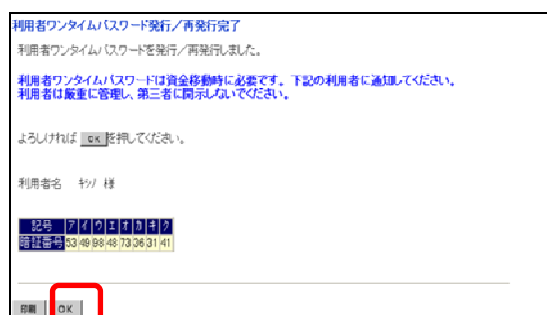 利用者ワンタイムパスワード発行／再発行完了
利用者ワンタイムパスワードを発行／再発行しました。
利用者ワンタイムパスワードは資金移動時に必要です。下記の利用者に通知してください。
利用者は厳重に管理し、第三者に開示しないでください。
よろしければ OK を押してください。
利用者名 ｷﾂﾉ 様
記号 ア イ ウ エ オ カ キ ク
暗証番号 53 49 98 48 73 36 31 41
印刷 OK